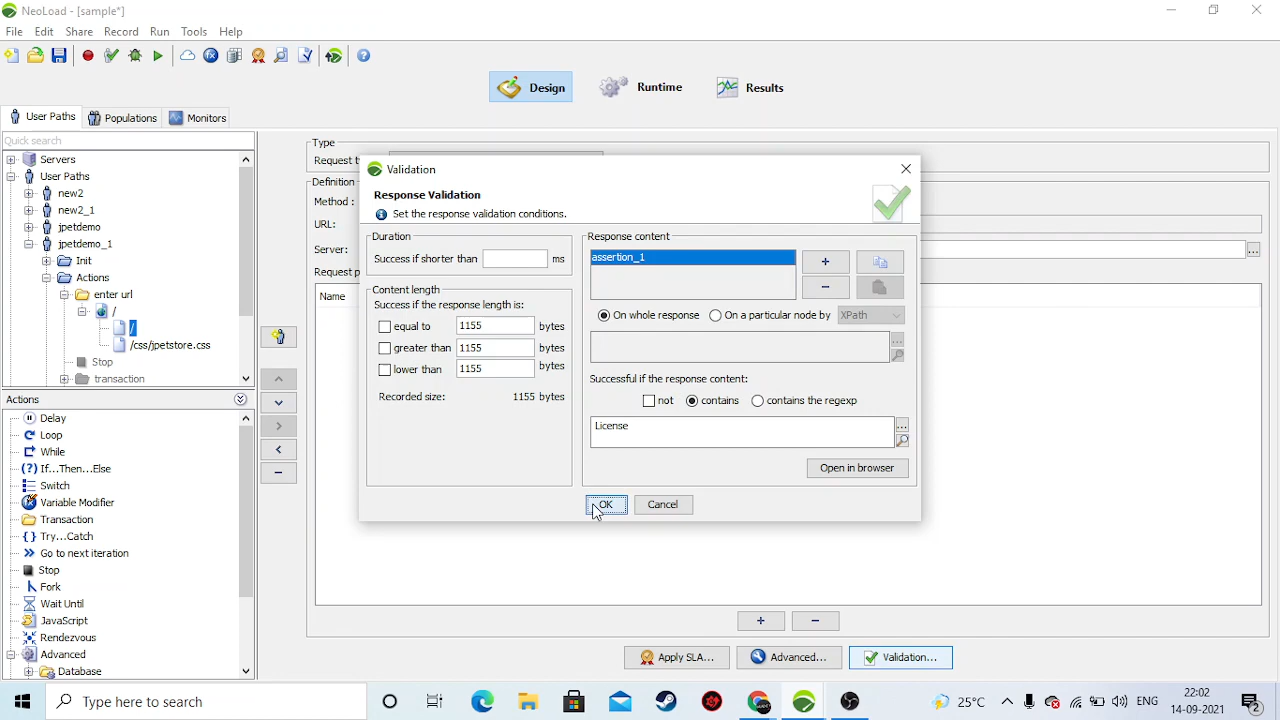 NeoLoad - [sample*]
File Edit Share Record Run Tools Help
Design Runtime Results
User Paths Populations Monitors
Quick search
Servers
User Paths
new2
new2_1
jpetdemo
jpetdemo_1
Init
Actions
enter url
/
/
/css/jpetstore.css
Stop
transaction
Actions
Delay
Loop
While
If...Then...Else
Switch
Variable Modifier
Transaction
Try...Catch
Go to next iteration
Stop
Fork
Wait Until
JavaScript
Rendezvous
Advanced
Database
Type
Request t
Definition
Method :
URL:
Server:
Request p
Name
Validation
Response Validation
Set the response validation conditions.
Duration
Success if shorter than ms
Content length
Success if the response length is:
equal to 1155 bytes
greater than 1155 bytes
lower than 1155 bytes
Recorded size: 1155 bytes
Response content
assertion_1
+
-
On whole response On a particular node by XPath
...
Successful if the response content:
not contains contains the regexp
License
...
Open in browser
OK Cancel
+ -
Apply SLA... Advanced... Validation...
Type here to search
25°C ENG 22:02
14-09-2021
2